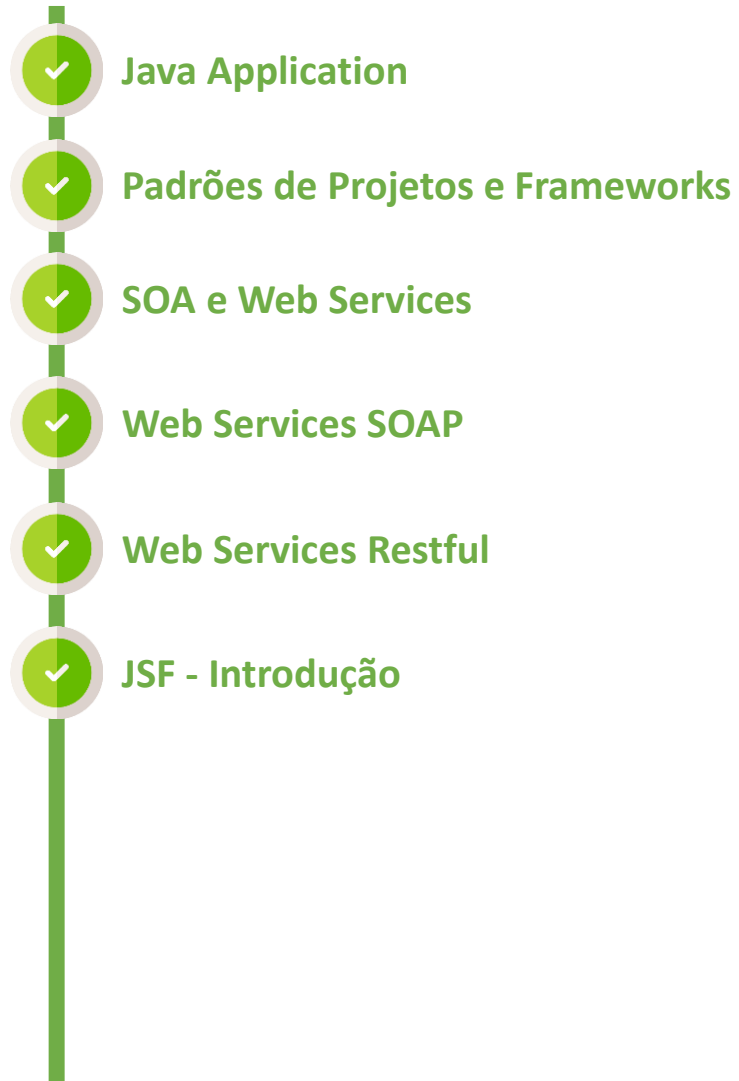 Java Application
Padrões de Projetos e Frameworks
SOA e Web Services
Web Services SOAP
Web Services Restful
JSF - Introdução